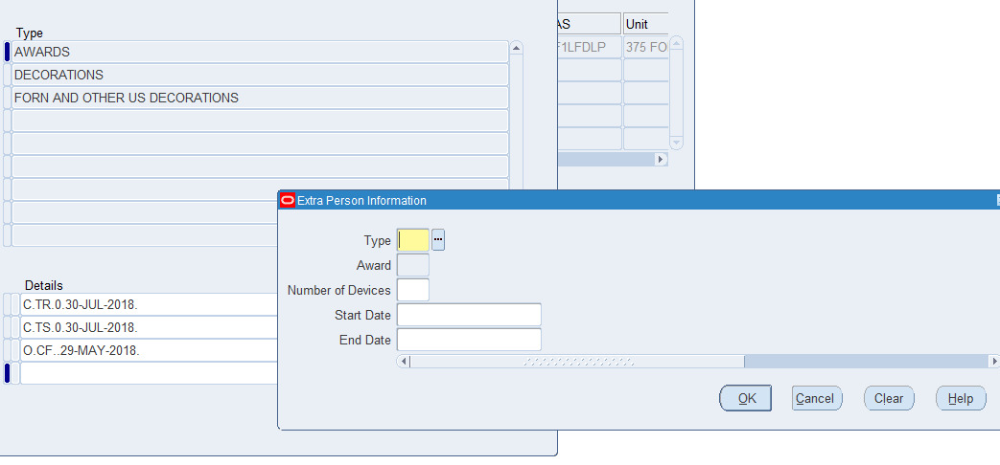 Type
AWARDS
DECORATIONS
FORN AND OTHER US DECORATIONS
Unit
F1LFDLP 375 FO
Details
C.TR.0.30-JUL-2018.
C.TS.0.30-JUL-2018.
O.CF..29-MAY-2018.
Extra Person Information
Type
Award
Number of Devices
Start Date
End Date
OK Cancel Clear Help